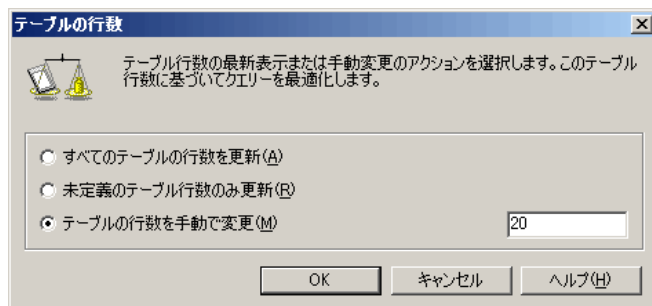 テーブルの行数
テーブル行数の最新表示または手動変更のアクションを選択します。このテーブル
行数に基づいてクエリーを最適化します。
すべてのテーブルの行数を更新(A)
未定義のテーブル行数のみ更新(R)
テーブルの行数を手動で変更(M)
20
OK
キャンセル
ヘルプ(H)